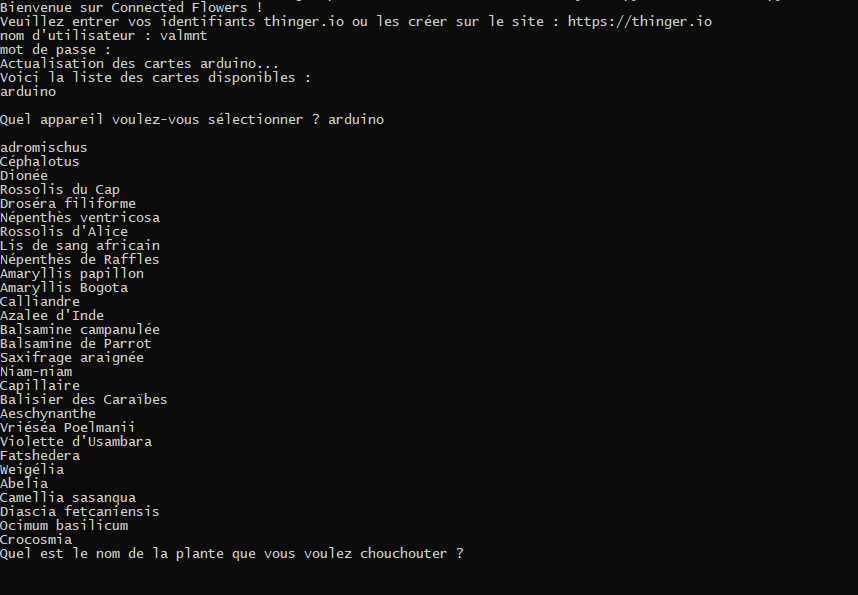 Bienvenue sur Connected Flowers !
Veuillez entrer vos identifiants thinger.io ou les créer sur le site : https://thinger.io
nom d'utilisateur : valmnt
mot de passe :
Actualisation des cartes arduino...
Voici la liste des cartes disponibles :
arduino
Quel appareil voulez-vous sélectionner ? arduino
adromischus
Céphalotus
Dionée
Rossolis du Cap
Droséra filiforme
Népenthès ventricosa
Rossolis d'Alice
Lis de sang africain
Népenthès de Raffles
Amaryllis papillon
Amaryllis Bogota
Calliandre
Azalee d'Inde
Balsamine campanulée
Balsamine de Parrot
Saxifrage araignée
Niam-niam
Capillaire
Balisier des Caraïbes
Aeschynanthe
Vriéséa Poelmanii
Violette d'Usambara
Fatshedera
Weigélia
Abelia
Camellia sasanqua
Diascia fetcaniensis
Ocimum basilicum
Crocosmia
Quel est le nom de la plante que vous voulez chouchouter ?